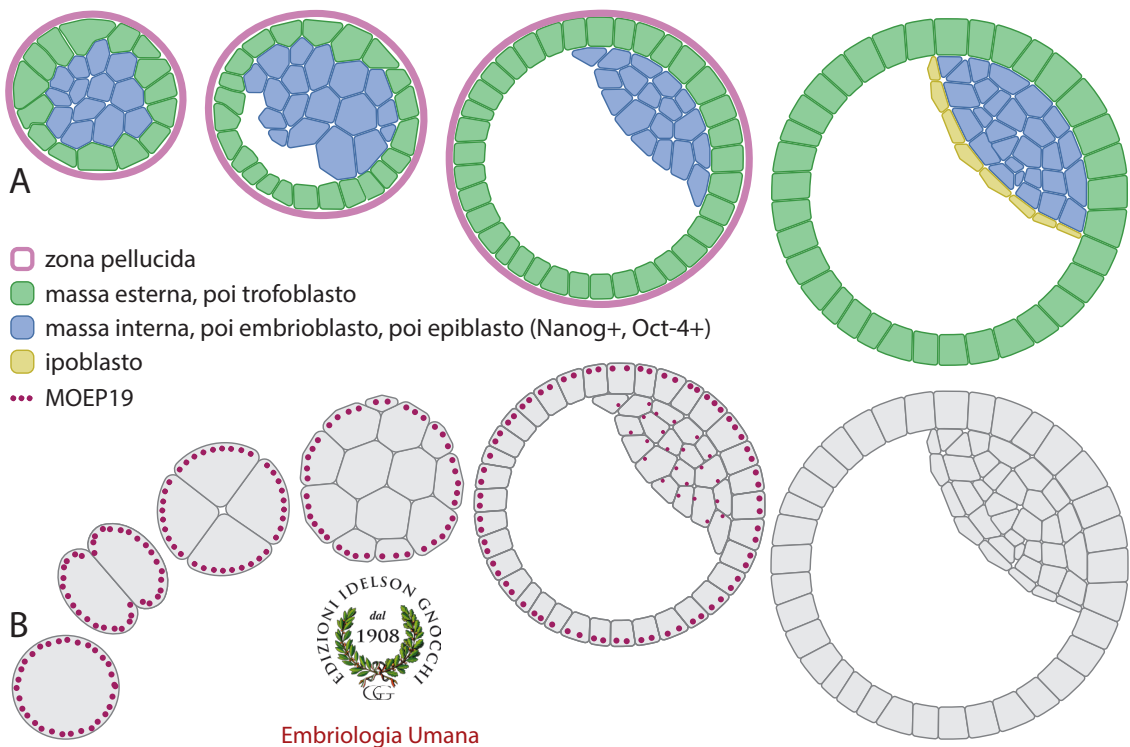 A
zona pellucida
massa esterna, poi trofoblasto
massa interna, poi embrioblasto, poi epiblasto (Nanog+, Oct-4+)
ipoblasto
MOEP19
B
EDIZIONI IDELSON GNOCCHI
dal
1908
GG
Embriologia Umana